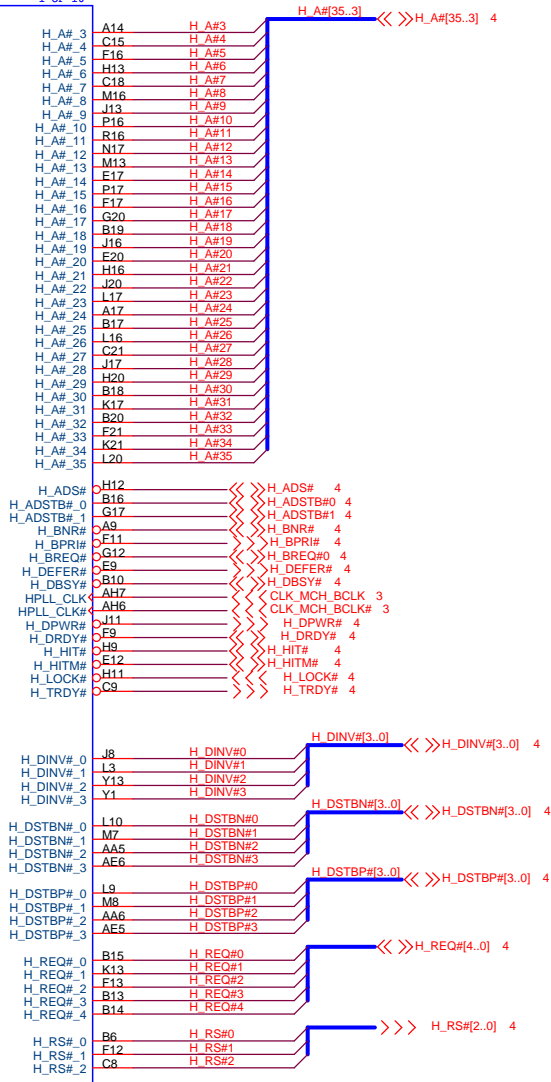 H_A#[35..3] H_A#[35..3] 4
H_A#_3 A14 H_A#3
H_A#_4 C15 H_A#4
H_A#_5 F16 H_A#5
H_A#_6 H13 H_A#6
H_A#_7 C18 H_A#7
H_A#_8 M16 H_A#8
H_A#_9 J13 H_A#9
H_A#_10 P16 H_A#10
H_A#_11 R16 H_A#11
H_A#_12 N17 H_A#12
H_A#_13 M13 H_A#13
H_A#_14 E17 H_A#14
H_A#_15 P17 H_A#15
H_A#_16 F17 H_A#16
H_A#_17 G20 H_A#17
H_A#_18 B19 H_A#18
H_A#_19 J16 H_A#19
H_A#_20 E20 H_A#20
H_A#_21 H16 H_A#21
H_A#_22 J20 H_A#22
H_A#_23 L17 H_A#23
H_A#_24 A17 H_A#24
H_A#_25 B17 H_A#25
H_A#_26 L16 H_A#26
H_A#_27 C21 H_A#27
H_A#_28 J17 H_A#28
H_A#_29 H20 H_A#29
H_A#_30 B18 H_A#30
H_A#_31 K17 H_A#31
H_A#_32 B20 H_A#32
H_A#_33 F21 H_A#33
H_A#_34 K21 H_A#34
H_A#_35 L20 H_A#35
H_ADS# H12 H_ADS# 4
H_ADSTB#_0 B16 H_ADSTB#0 4
H_ADSTB#_1 G17 H_ADSTB#1 4
H_BNR# A9 H_BNR# 4
H_BPRI# F11 H_BPRI# 4
H_BREQ# G12 H_BREQ#0 4
H_DEFER# E9 H_DEFER# 4
H_DBSY# B10 H_DBSY# 4
HPLL_CLK AH7 CLK_MCH_BCLK 3
HPLL_CLK# AH6 CLK_MCH_BCLK# 3
H_DPWR# J11 H_DPWR# 4
H_DRDY# F9 H_DRDY# 4
H_HIT# H9 H_HIT# 4
H_HITM# E12 H_HITM# 4
H_LOCK# H11 H_LOCK# 4
H_TRDY# C9 H_TRDY# 4
H_DINV#[3..0] H_DINV#[3..0] 4
H_DINV#_0 J8 H_DINV#0
H_DINV#_1 L3 H_DINV#1
H_DINV#_2 Y13 H_DINV#2
H_DINV#_3 Y1 H_DINV#3
H_DSTBN#[3..0] H_DSTBN#[3..0] 4
H_DSTBN#_0 L10 H_DSTBN#0
H_DSTBN#_1 M7 H_DSTBN#1
H_DSTBN#_2 AA5 H_DSTBN#2
H_DSTBN#_3 AE6 H_DSTBN#3
H_DSTBP#[3..0] H_DSTBP#[3..0] 4
H_DSTBP#_0 L9 H_DSTBP#0
H_DSTBP#_1 M8 H_DSTBP#1
H_DSTBP#_2 AA6 H_DSTBP#2
H_DSTBP#_3 AE5 H_DSTBP#3
H_REQ#[4..0] 4
H_REQ#_0 B15 H_REQ#0
H_REQ#_1 K13 H_REQ#1
H_REQ#_2 F13 H_REQ#2
H_REQ#_3 B13 H_REQ#3
H_REQ#_4 B14 H_REQ#4
H_RS#[2..0] 4
H_RS#_0 B6 H_RS#0
H_RS#_1 F12 H_RS#1
H_RS#_2 C8 H_RS#2